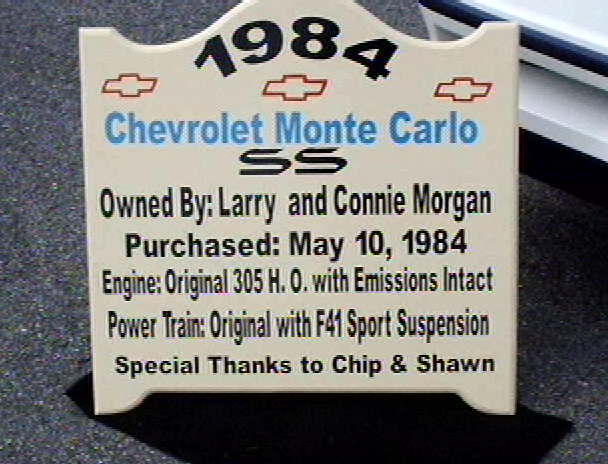 1984
Chevrolet Monte Carlo
SS
Owned By: Larry and Connie Morgan
Purchased: May 10, 1984
Engine: Original 305 H. O. with Emissions Intact
Power Train: Original with F41 Sport Suspension
Special Thanks to Chip & Shawn